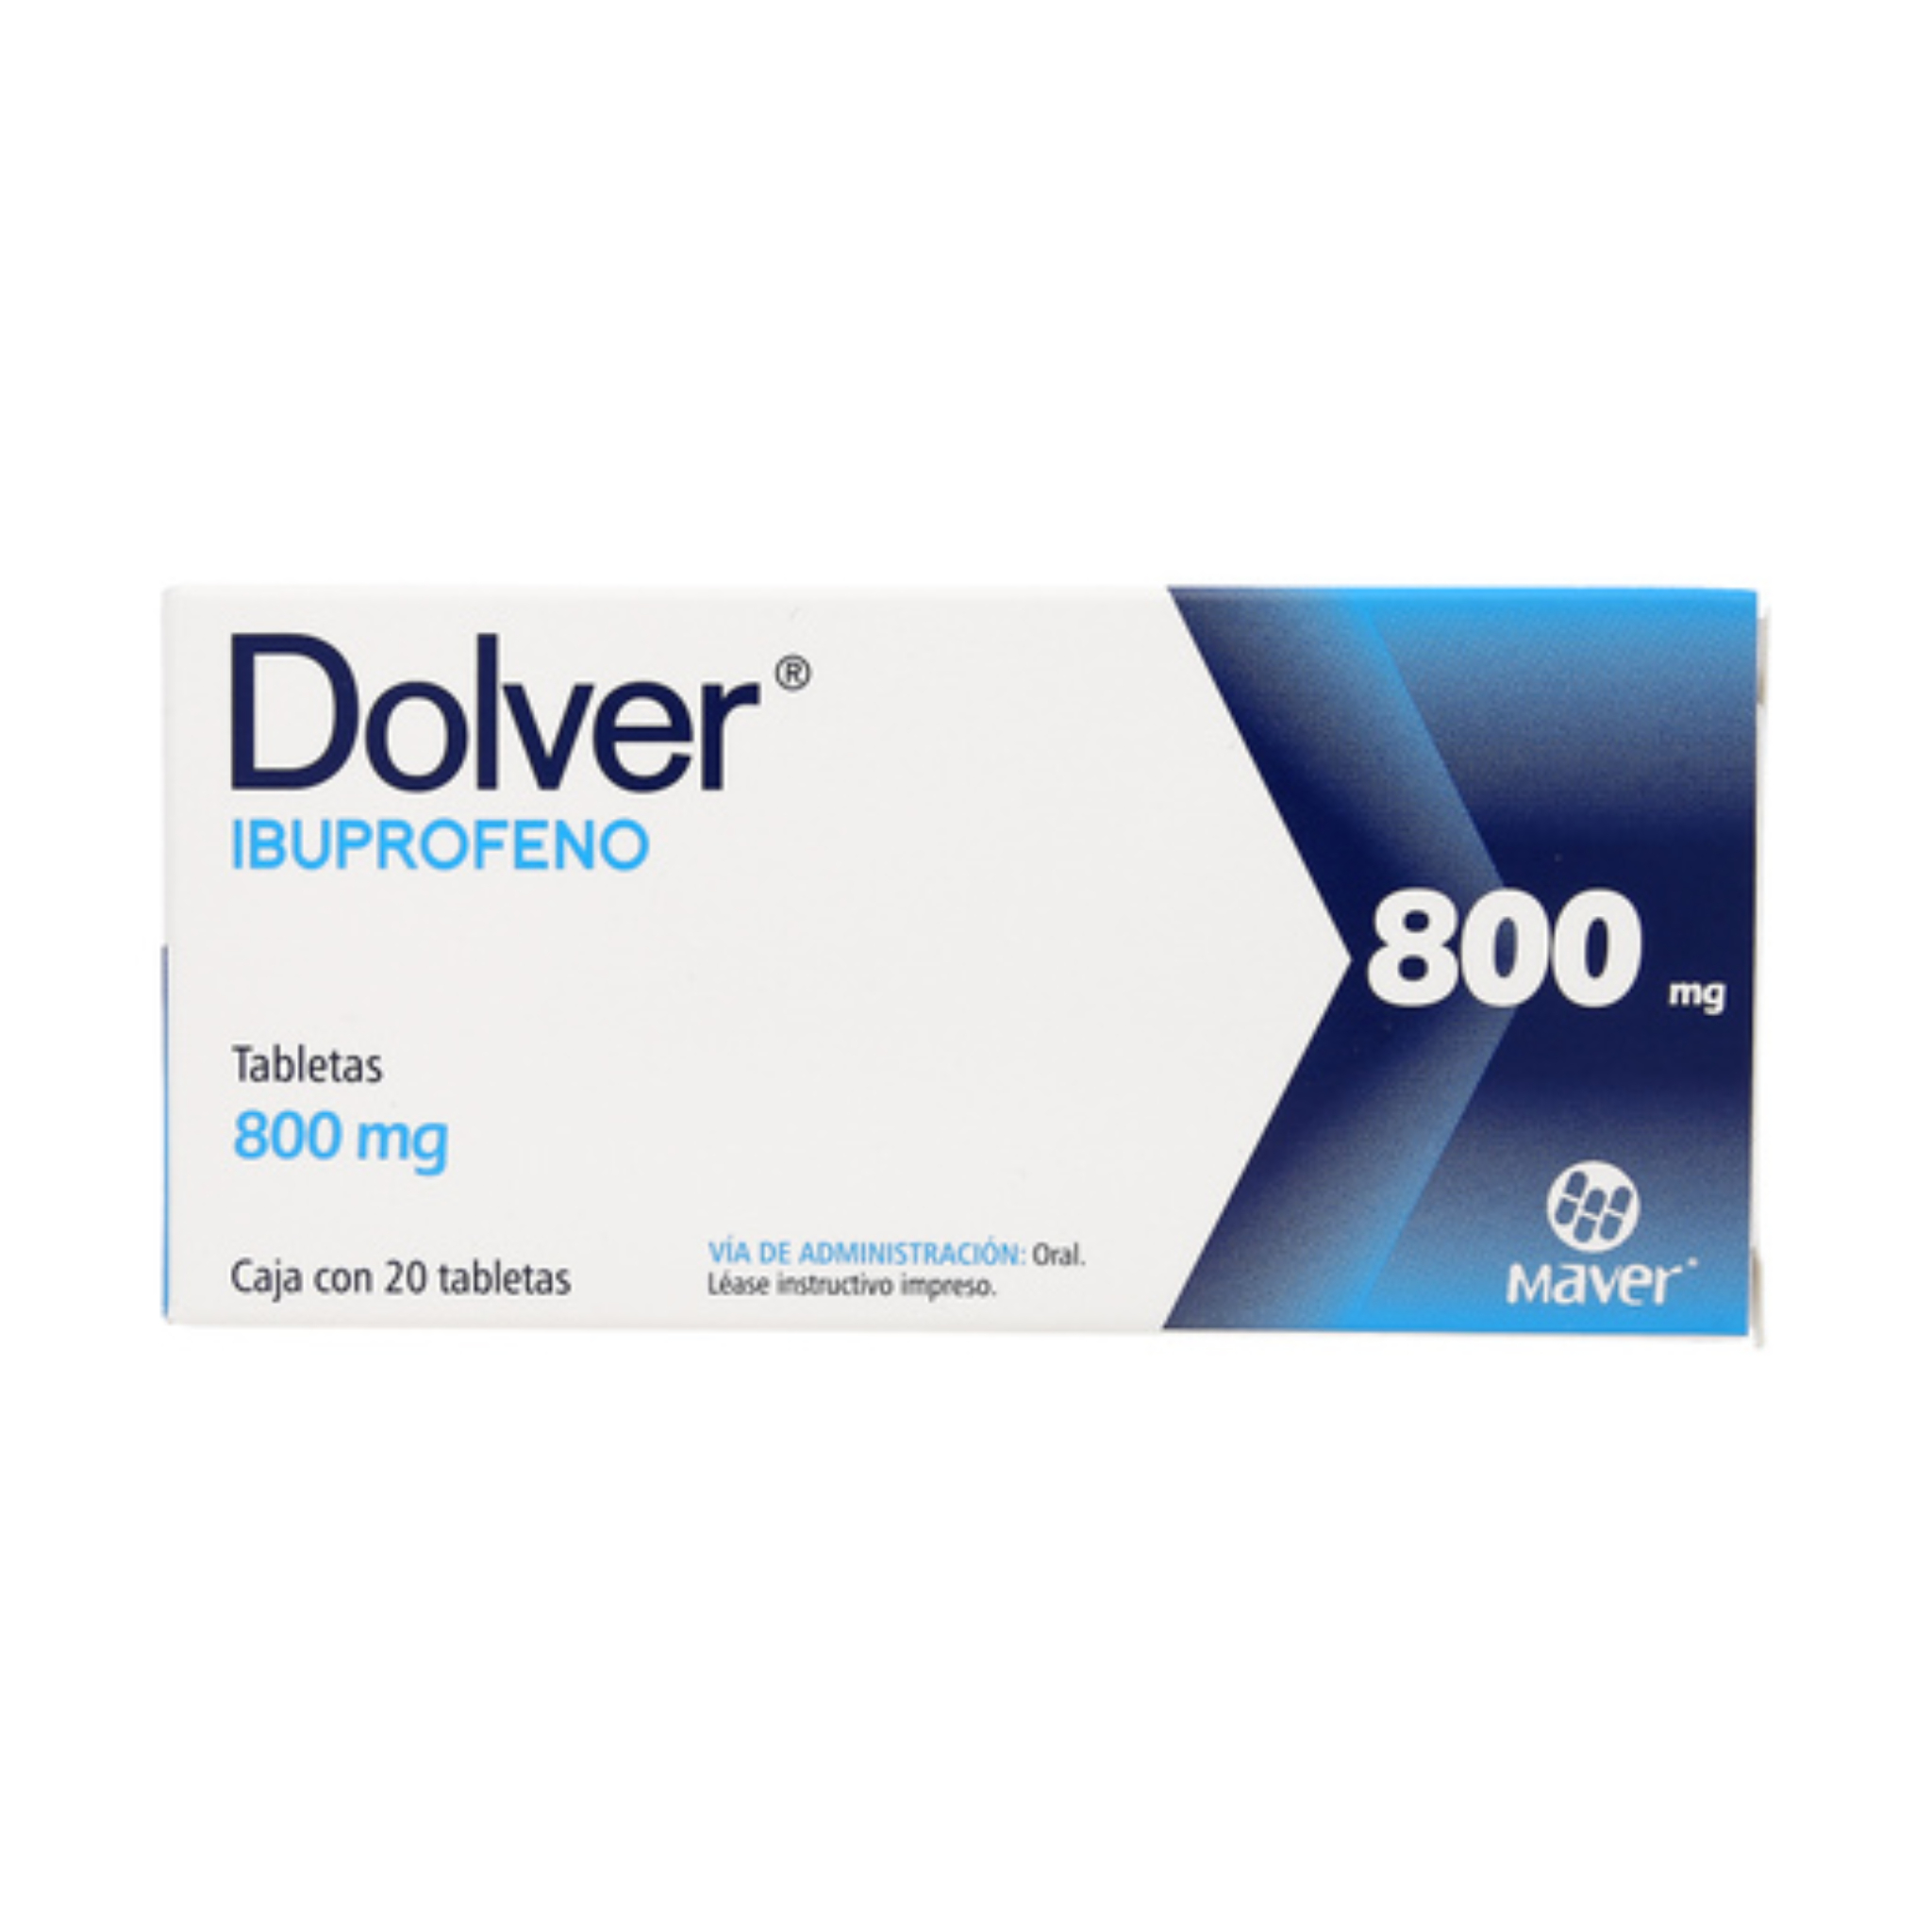 Dolver®
IBUPROFENO
800 mg
Tabletas
800 mg
Caja con 20 tabletas
VÍA DE ADMINISTRACIÓN: Oral.
Léase instructivo impreso.
Maver